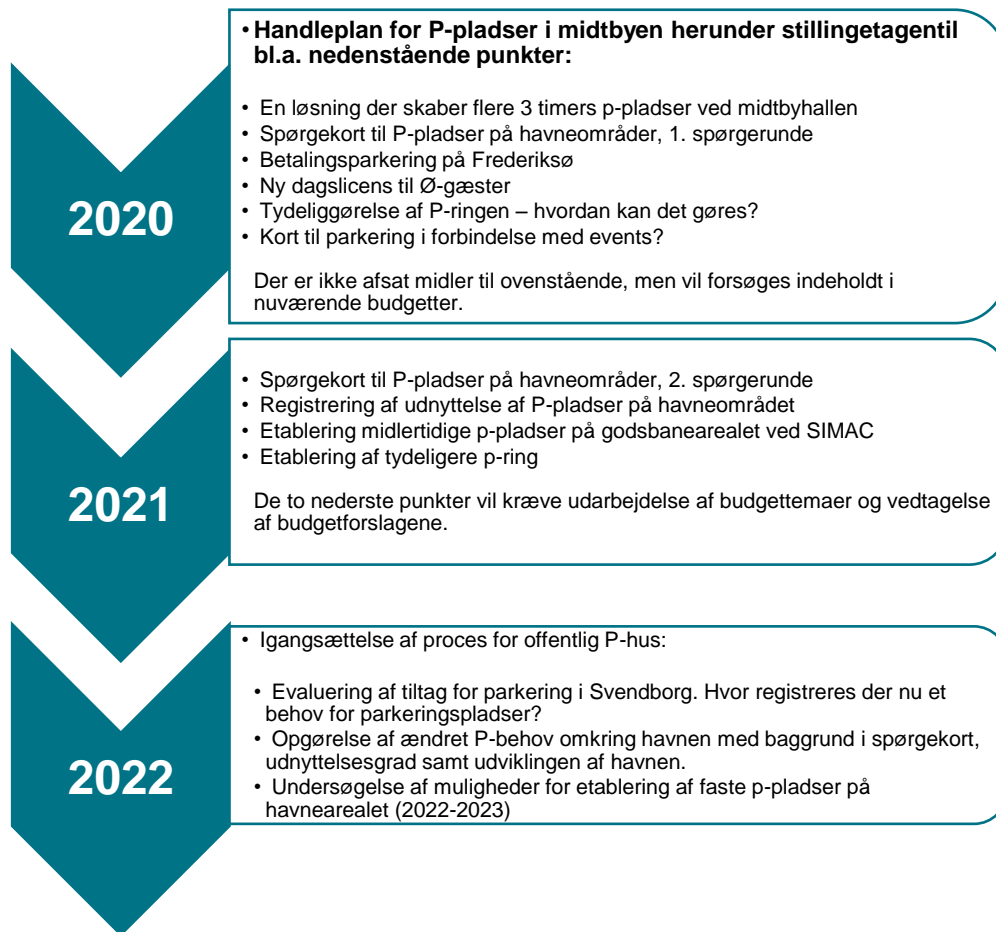 2020
• Handleplan for P-pladser i midtbyen herunder stillingetagentil
bl.a. nedenstående punkter:
• En løsning der skaber flere 3 timers p-pladser ved midtbyhallen
• Spørgekort til P-pladser på havneområder, 1. spørgerunde
• Betalingsparkering på Frederiksø
• Ny dagslicens til Ø-gæster
• Tydeliggørelse af P-ringen – hvordan kan det gøres?
• Kort til parkering i forbindelse med events?
Der er ikke afsat midler til ovenstående, men vil forsøges indeholdt i
nuværende budgetter.
2021
• Spørgekort til P-pladser på havneområder, 2. spørgerunde
• Registrering af udnyttelse af P-pladser på havneområdet
• Etablering midlertidige p-pladser på godsbanearealet ved SIMAC
• Etablering af tydeligere p-ring
De to nederste punkter vil kræve udarbejdelse af budgettemaer og vedtagelse
af budgetforslagene.
2022
• Igangsættelse af proces for offentlig P-hus:
• Evaluering af tiltag for parkering i Svendborg. Hvor registreres der nu et
behov for parkeringspladser?
• Opgørelse af ændret P-behov omkring havnen med baggrund i spørgekort,
udnyttelsesgrad samt udviklingen af havnen.
• Undersøgelse af muligheder for etablering af faste p-pladser på
havnearealet (2022-2023)